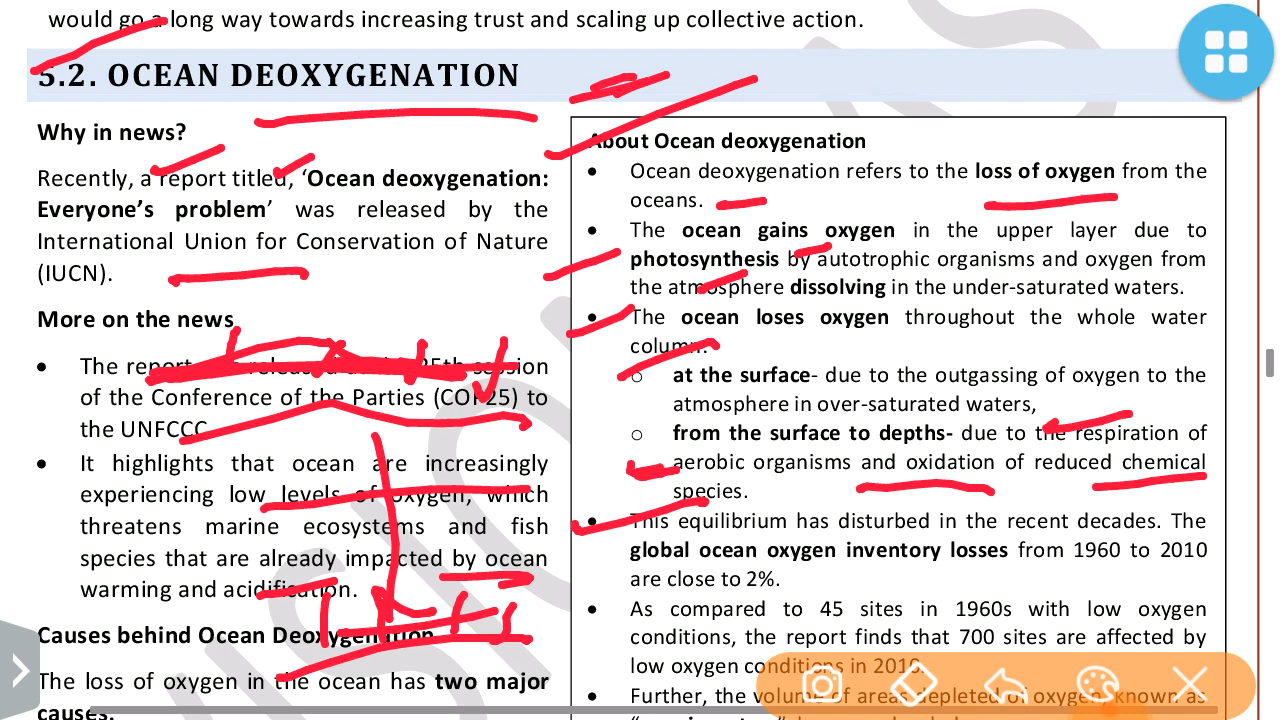 would go a long way towards increasing trust and scaling up collective action.
5.2. OCEAN DEOXYGENATION
Why in news?
Recently, a report titled, ‘Ocean deoxygenation:
Everyone’s problem’ was released by the
International Union for Conservation of Nature
(IUCN).
More on the news
The report released 25th session
of the Conference of the Parties (COP25) to
the UNFCCC
It highlights that ocean are increasingly
experiencing low levels of oxygen, which
threatens marine ecosystems and fish
species that are already impacted by ocean
warming and acidification.
Causes behind Ocean Deoxygenation
The loss of oxygen in the ocean has two major
causes.
About Ocean deoxygenation
Ocean deoxygenation refers to the loss of oxygen from the
oceans.
The ocean gains oxygen in the upper layer due to
photosynthesis by autotrophic organisms and oxygen from
the atmosphere dissolving in the under-saturated waters.
The ocean loses oxygen throughout the whole water
column:
at the surface- due to the outgassing of oxygen to the
atmosphere in over-saturated waters,
from the surface to depths- due to the respiration of
aerobic organisms and oxidation of reduced chemical
species.
This equilibrium has disturbed in the recent decades. The
global ocean oxygen inventory losses from 1960 to 2010
are close to 2%.
As compared to 45 sites in 1960s with low oxygen
conditions, the report finds that 700 sites are affected by
low oxygen conditions in 2010.
Further, the volume of areas depleted of oxygen, known as